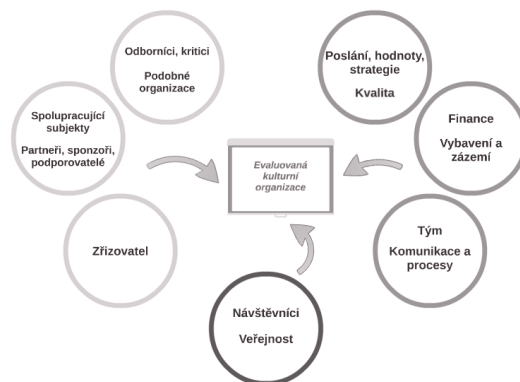 Odborníci, kritici
Podobné
organizace
Spolupracující
subjekty
Partneři, sponzoři,
podporovatelé
Zřizovatel
Evaluovaná
kulturní
organizace
Poslání, hodnoty,
strategie
Kvalita
Finance
Vybavení a
zázemí
Tým
Komunikace a
procesy
Návštěvníci
Veřejnost